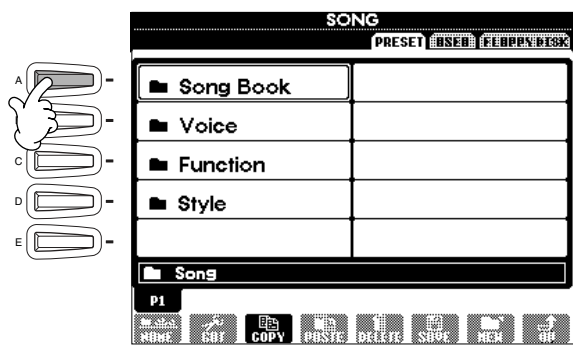 SONG
PRESET USER FLOPPY DISK
A
Song Book
Voice
C
Function
D
Style
E
Song
P1
NAME CUT COPY PASTE DELETE SAVE NEW UP